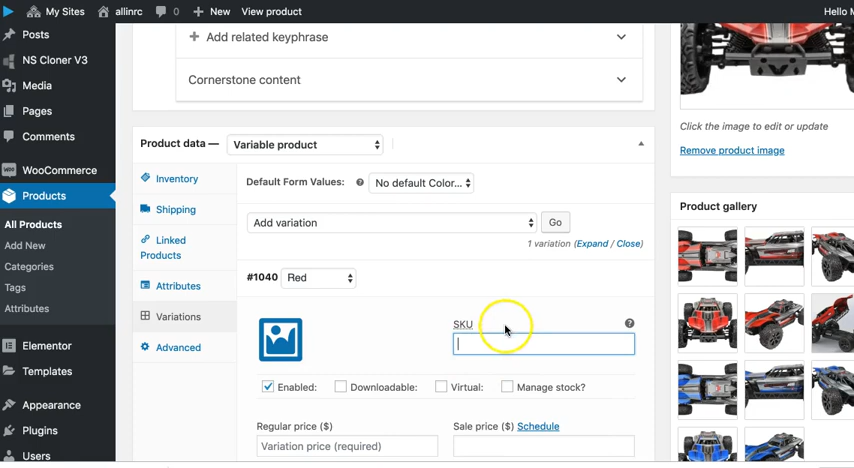 My Sites allinrc 0 New View product Hello
Posts
NS Cloner V3
Media
Pages
Comments
WooCommerce
Products
All Products
Add New
Categories
Tags
Attributes
Elementor
Templates
Appearance
Plugins
Users
Add related keyphrase
Cornerstone content
Product data — Variable product
Inventory
Shipping
Linked
Products
Attributes
Variations
Advanced
Default Form Values: No default Color...
Add variation Go
1 variation (Expand / Close)
#1040 Red
SKU
Enabled: Downloadable: Virtual: Manage stock?
Regular price ($) Sale price ($) Schedule
Variation price (required)
Click the image to edit or update
Remove product image
Product gallery